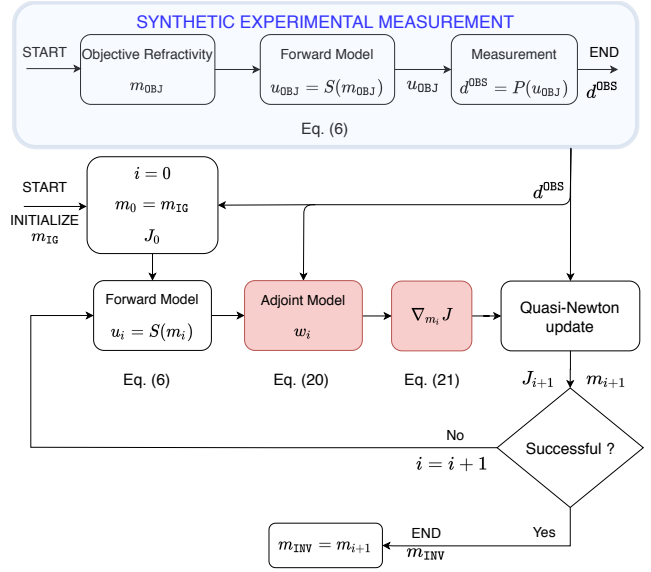 SYNTHETIC EXPERIMENTAL MEASUREMENT
START
Objective Refractivity
m_OBJ
Forward Model
u_OBJ = S(m_OBJ)
u_OBJ
Measurement
d^OBS = P(u_OBJ)
END
d^OBS
Eq. (6)
START
INITIALIZE
m_IG
i = 0
m_0 = m_IG
J_0
d^OBS
Forward Model
u_i = S(m_i)
Adjoint Model
w_i
∇_{m_i} J
Quasi-Newton
update
Eq. (6)
Eq. (20)
Eq. (21)
J_{i+1}
m_{i+1}
No
i = i + 1
Successful ?
Yes
END
m_INV
m_INV = m_{i+1}